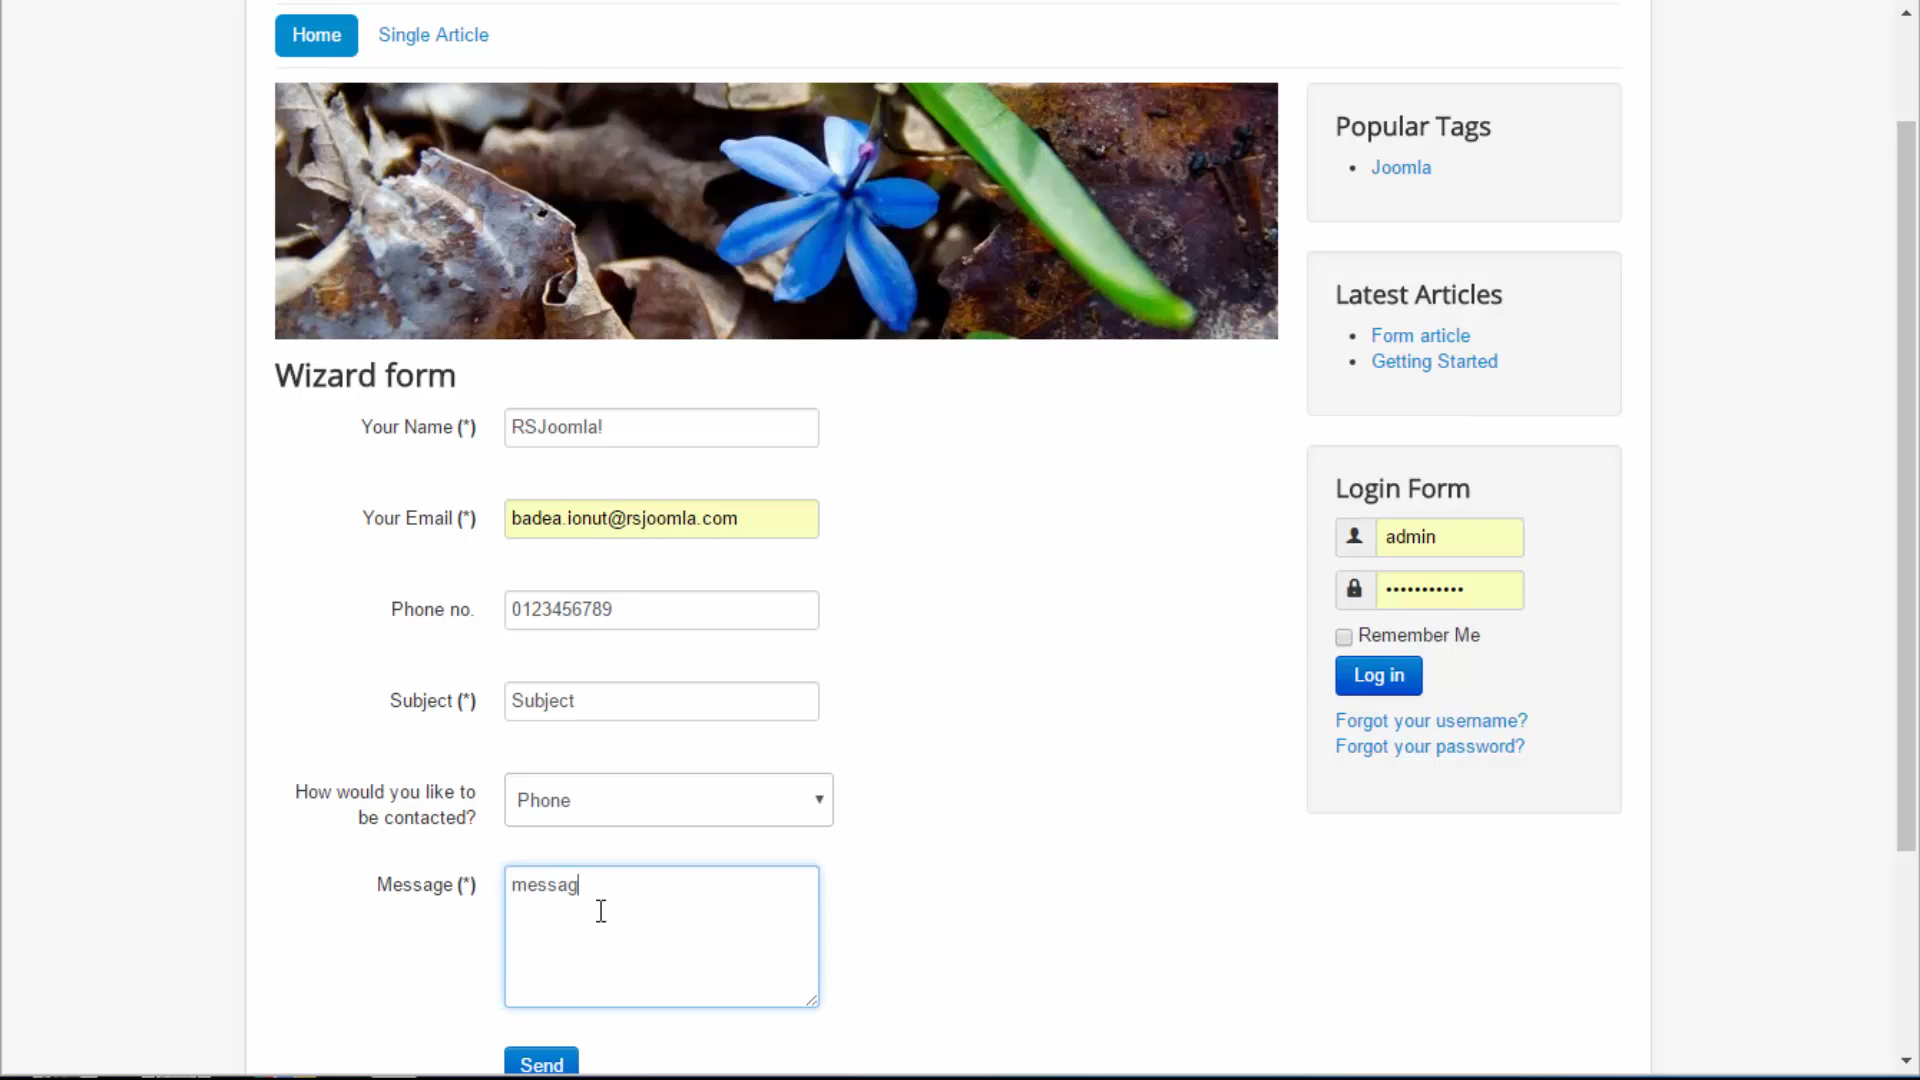 Home
Single Article
Popular Tags
Joomla
Latest Articles
Form article
Getting Started
Wizard form
Your Name (*)
RSJoomla!
Your Email (*)
badea.ionut@rsjoomla.com
Phone no.
0123456789
Subject (*)
Subject
How would you like to
be contacted?
Phone
Message (*)
messag
Send
Login Form
admin
•••••••••••
Remember Me
Log in
Forgot your username?
Forgot your password?